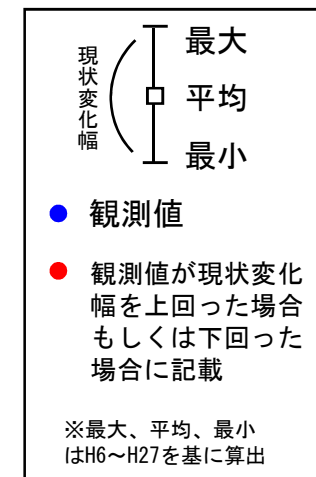 現状変化幅
最大
平均
最小
観測値
観測値が現状変化
幅を上回った場合
もしくは下回った
場合に記載
※最大、平均、最小
はH6～H27を基に算出